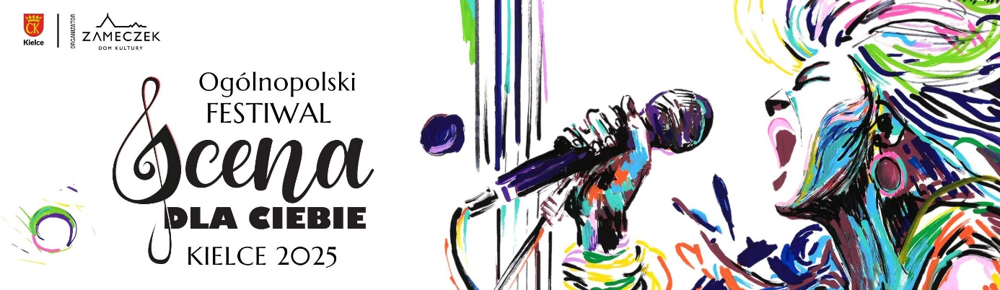 CK
Kielce
ORGANIZATOR
ZAMECZEK
DOM KULTURY
Ogólnopolski
FESTIWAL
Scena
DLA CIEBIE
KIELCE 2025